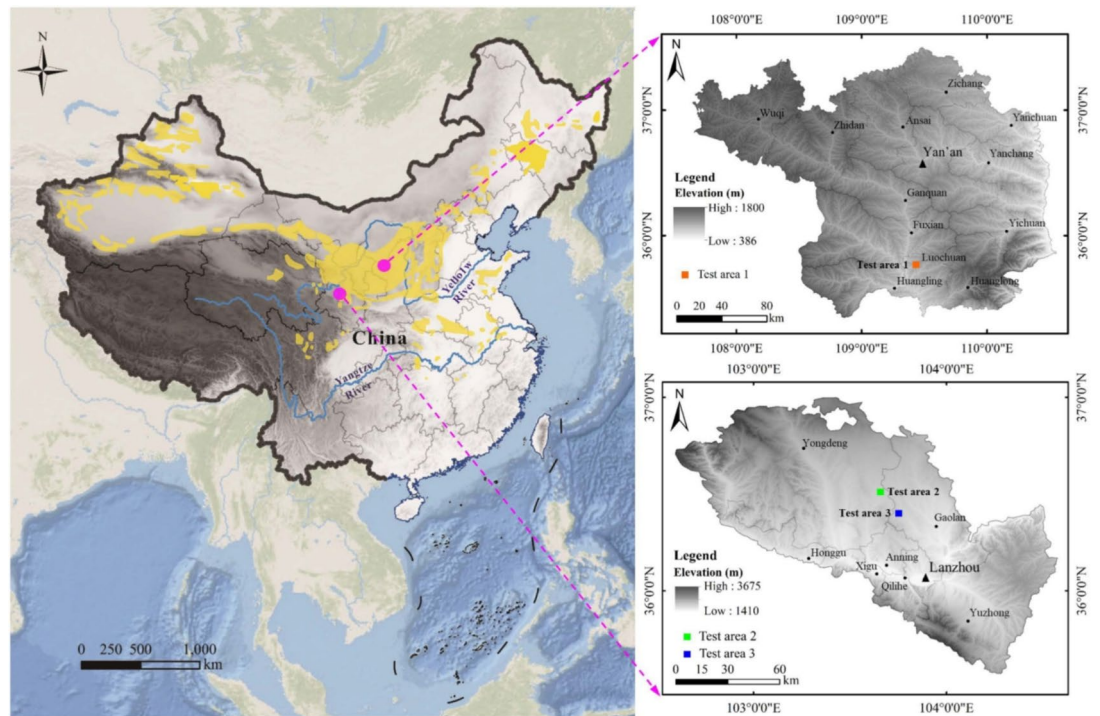 N
China
Yellofw
River
Yangtze
River
0 250 500 1,000
km
108°0'0"E 109°0'0"E 110°0'0"E
N
37°0'0"N
36°0'0"N
Zichang
Wuqi
Zhidan
Ansai
Yanchuan
Yan'an
Yanchang
Ganquan
Fuxian
Yichuan
Test area 1
Luochuan
Huangling
Huanglong
Legend
Elevation (m)
High : 1800
Low : 386
Test area 1
0 20 40 80
km
37°0'0"N
36°0'0"N
108°0'0"E 109°0'0"E 110°0'0"E
103°0'0"E 104°0'0"E
N
37°0'0"N
36°0'0"N
Yongdeng
Test area 2
Test area 3
Gaolan
Honggu
Anning
Xigu
Qilihe
Lanzhou
Yuzhong
Legend
Elevation (m)
High : 3675
Low : 1410
Test area 2
Test area 3
0 15 30 60
km
37°0'0"N
36°0'0"N
103°0'0"E 104°0'0"E